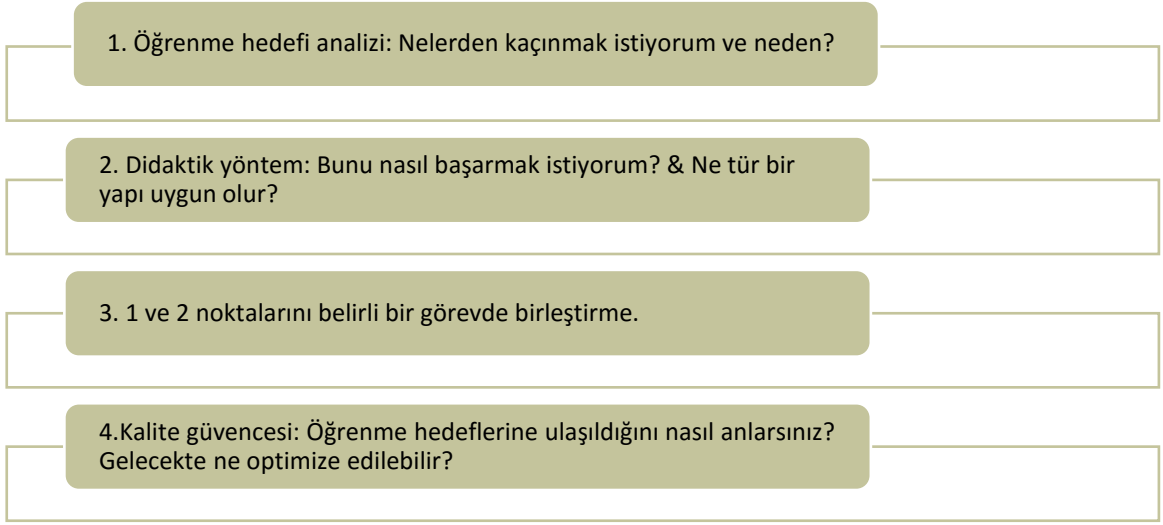 1. Öğrenme hedefi analizi: Nelerden kaçınmak istiyorum ve neden?
2. Didaktik yöntem: Bunu nasıl başarmak istiyorum? & Ne tür bir
yapı uygun olur?
3. 1 ve 2 noktalarını belirli bir görevde birleştirme.
4.Kalite güvencesi: Öğrenme hedeflerine ulaşıldığını nasıl anlarsınız?
Gelecekte ne optimize edilebilir?